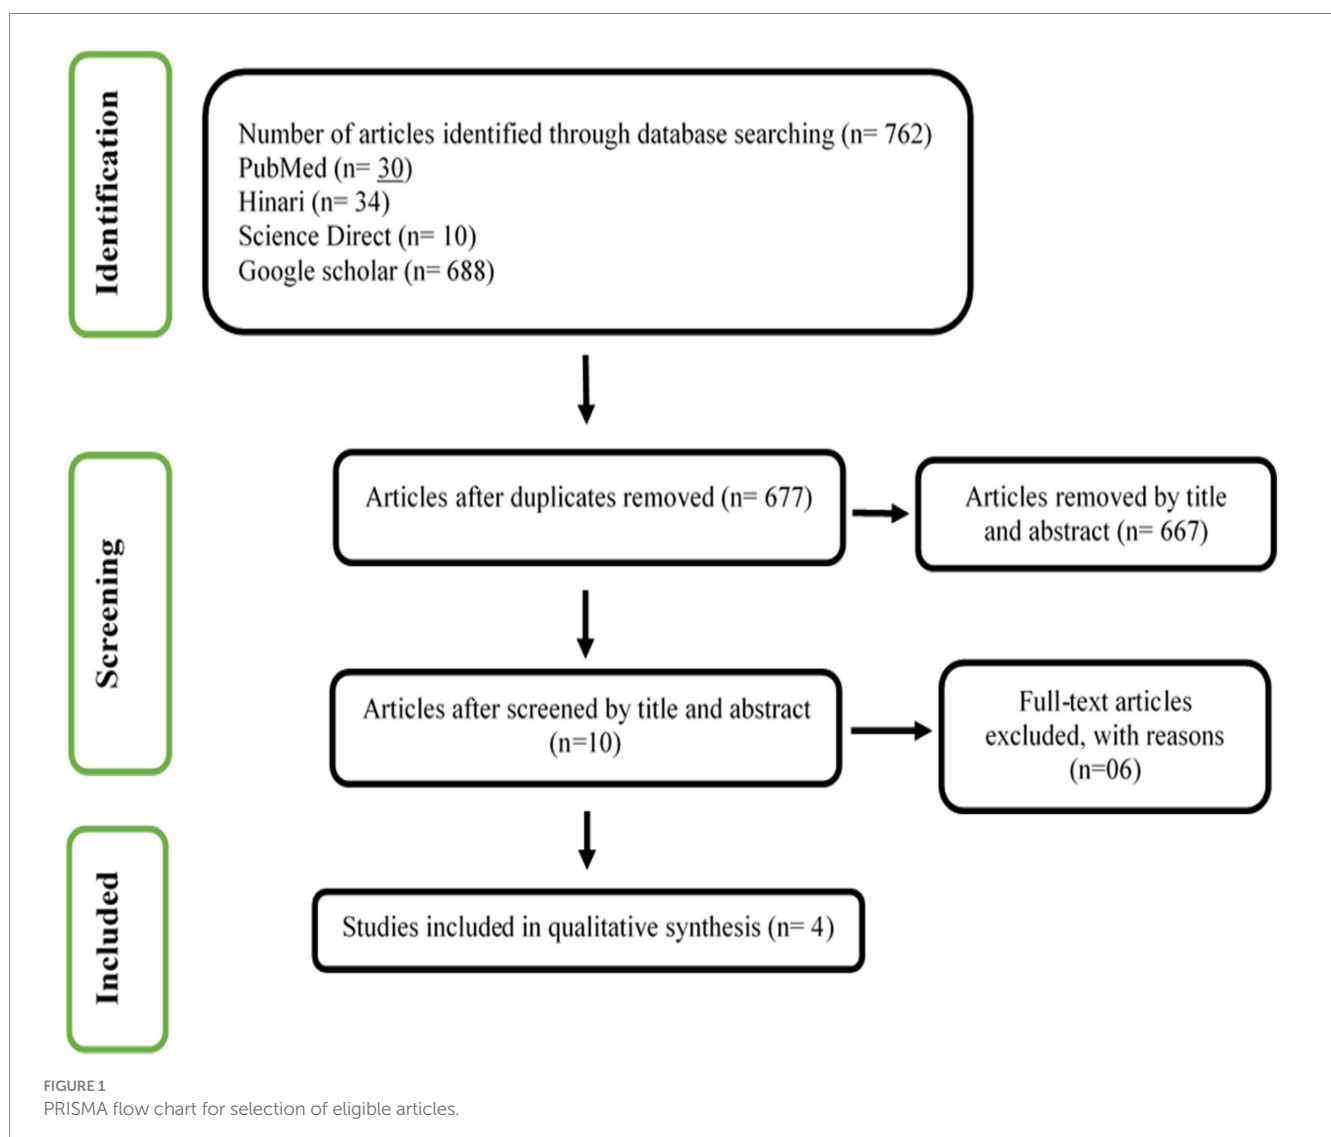 Identification
Number of articles identified through database searching (n= 762)
PubMed (n= 30)
Hinari (n= 34)
Science Direct (n= 10)
Google scholar (n= 688)
Screening
Articles after duplicates removed (n= 677)
Articles removed by title
and abstract (n= 667)
Articles after screened by title and abstract
(n=10)
Full-text articles
excluded, with reasons
(n=06)
Included
Studies included in qualitative synthesis (n= 4)
FIGURE 1
PRISMA flow chart for selection of eligible articles.